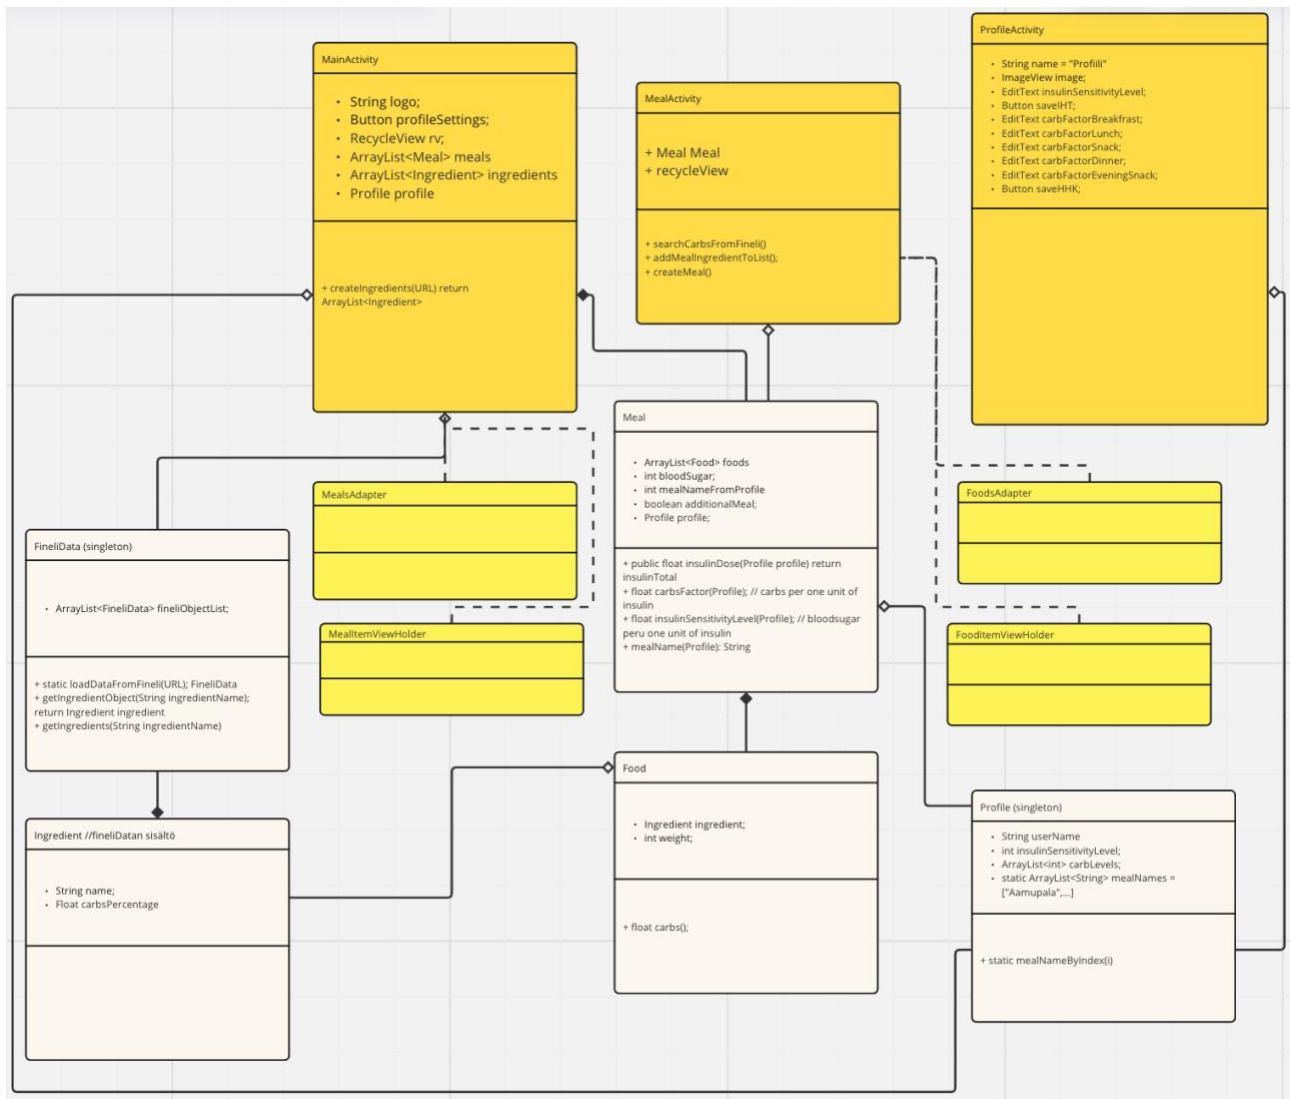 MainActivity
• String logo;
• Button profileSettings;
• RecycleView rv;
• ArrayList<Meal> meals
• ArrayList<Ingredient> ingredients
• Profile profile
+ createIngredients(URL) return
ArrayList<Ingredient>
MealActivity
+ Meal Meal
+ recycleView
+ searchCarbsFromFineli()
+ addMealIngredientToList();
+ createMeal()
ProfileActivity
• String name = "Profiili"
• ImageView image;
• EditText insulinSensitivityLevel;
• Button saveIHT;
• EditText carbFactorBreakfrast;
• EditText carbFactorLunch;
• EditText carbFactorSnack;
• EditText carbFactorDinner;
• EditText carbFactorEveningSnack;
• Button saveHHK;
Meal
• ArrayList<Food> foods
• int bloodSugar;
• int mealNameFromProfile
• boolean additionalMeal;
• Profile profile;
+ public float insulinDose(Profile profile) return
insulinTotal
+ float carbsFactor(Profile); // carbs per one unit of
insulin
+ float insulinSensitivityLevel(Profile); // bloodsugar
peru one unit of insulin
+ mealName(Profile): String
MealsAdapter
FoodsAdapter
FineliData (singleton)
• ArrayList<FineliData> fineliObjectList;
+ static loadDataFromFineli(URL); FineliData
+ getIngredientObject(String ingredientName);
return Ingredient ingredient
+ getIngredients(String ingredientName)
MealItemViewHolder
FoodItemViewHolder
Food
• Ingredient ingredient;
• int weight;
+ float carbs();
Profile (singleton)
• String userName
• int insulinSensitivityLevel;
• ArrayList<int> carbLevels;
• static ArrayList<String> mealNames =
["Aamupala",...]
+ static mealNameByIndex(i)
Ingredient //fineliDatan sisältö
• String name;
• Float carbsPercentage